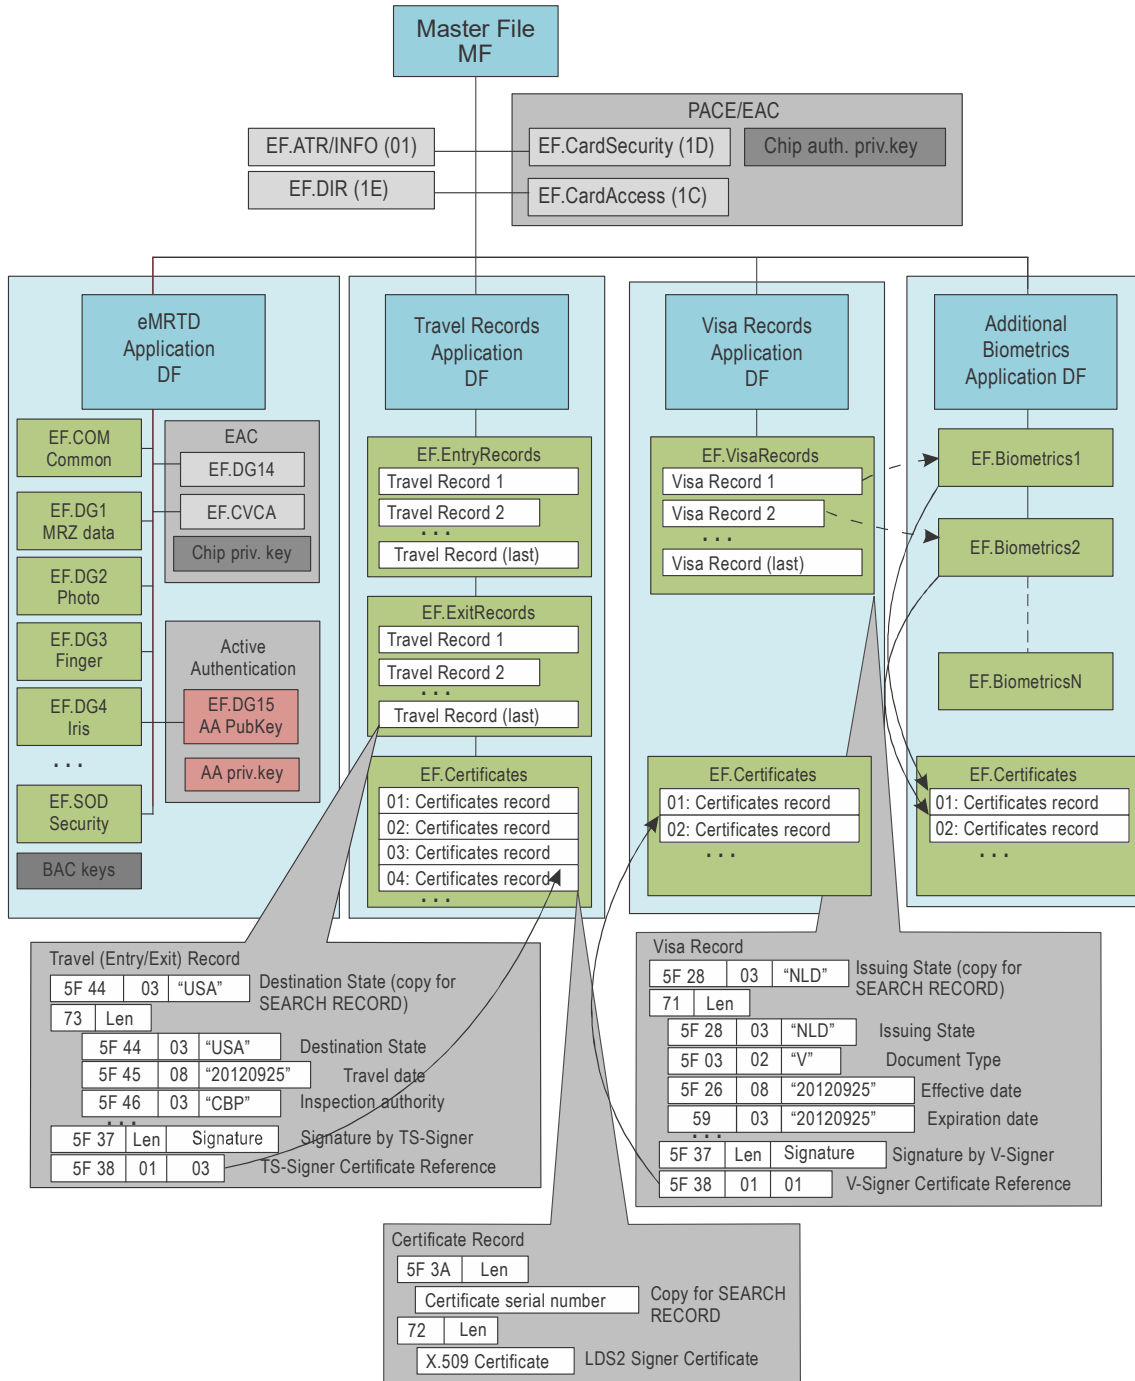 Master File
MF
PACE/EAC
EF.ATR/INFO (01)
EF.CardSecurity (1D)
Chip auth. priv.key
EF.DIR (1E)
EF.CardAccess (1C)
eMRTD
Application
DF
EF.COM
Common
EF.DG1
MRZ data
EF.DG2
Photo
EF.DG3
Finger
EF.DG4
Iris
...
EF.SOD
Security
BAC keys
EAC
EF.DG14
EF.CVCA
Chip priv. key
Active
Authentication
EF.DG15
AA PubKey
AA priv.key
Travel Records
Application
DF
EF.EntryRecords
Travel Record 1
Travel Record 2
...
Travel Record (last)
EF.ExitRecords
Travel Record 1
Travel Record 2
...
Travel Record (last)
EF.Certificates
01: Certificates record
02: Certificates record
03: Certificates record
04: Certificates record
...
Visa Records
Application
DF
EF.VisaRecords
Visa Record 1
Visa Record 2
...
Visa Record (last)
EF.Certificates
01: Certificates record
02: Certificates record
...
Additional
Biometrics
Application DF
EF.Biometrics1
EF.Biometrics2
EF.BiometricsN
EF.Certificates
01: Certificates record
02: Certificates record
...
Travel (Entry/Exit) Record
5F 44 03 “USA” Destination State (copy for
SEARCH RECORD)
73 Len
5F 44 03 “USA” Destination State
5F 45 08 “20120925” Travel date
5F 46 03 “CBP” Inspection authority
...
5F 37 Len Signature Signature by TS-Signer
5F 38 01 03 TS-Signer Certificate Reference
Visa Record
5F 28 03 “NLD” Issuing State (copy for
SEARCH RECORD)
71 Len
5F 28 03 “NLD” Issuing State
5F 03 02 “V” Document Type
5F 26 08 “20120925” Effective date
59 03 “20120925” Expiration date
...
5F 37 Len Signature Signature by V-Signer
5F 38 01 01 V-Signer Certificate Reference
Certificate Record
5F 3A Len
Certificate serial number Copy for SEARCH
RECORD
72 Len
X.509 Certificate LDS2 Signer Certificate